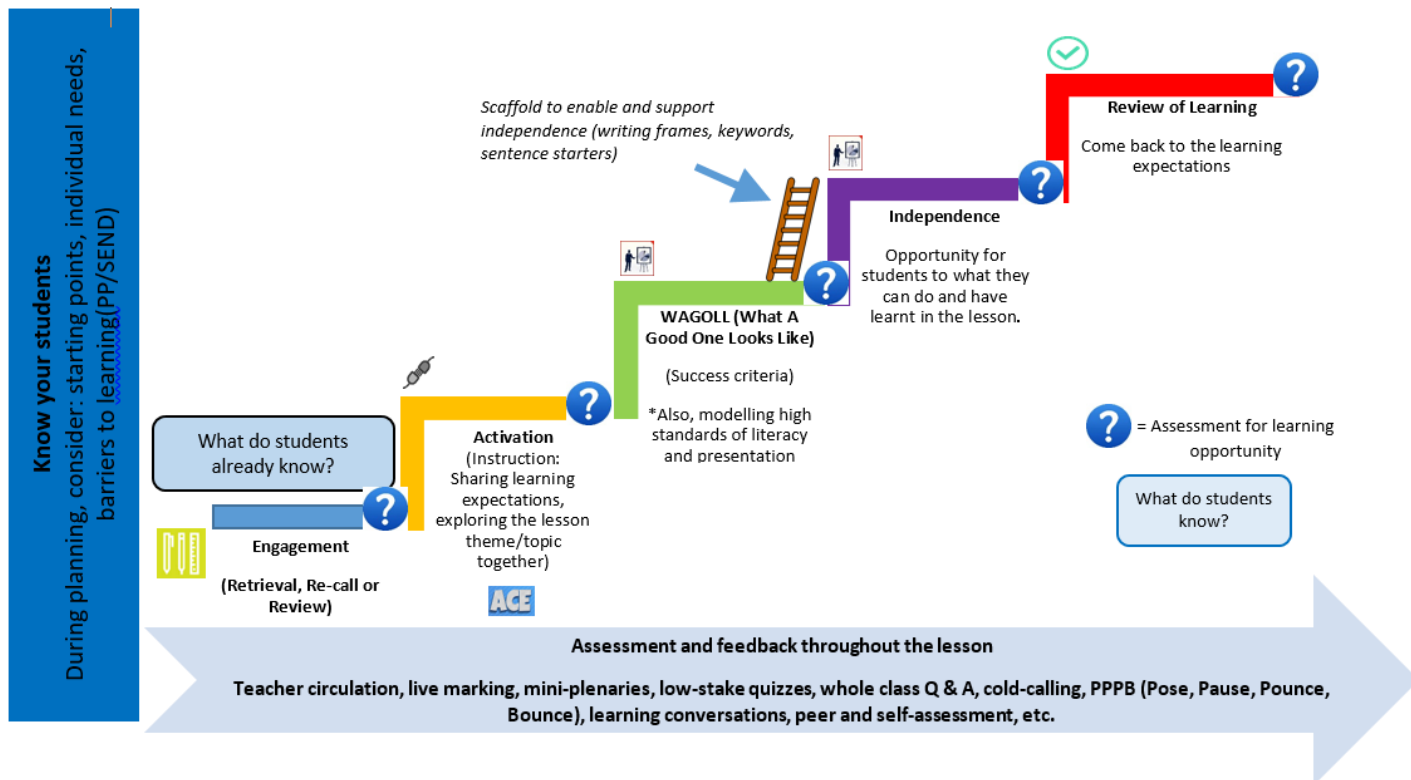 Know your students
During planning, consider: starting points, individual needs,
barriers to learning(PP/SEND)
What do students
already know?
Engagement
(Retrieval, Re-call or
Review)
Activation
(Instruction:
Sharing learning
expectations,
exploring the lesson
theme/topic
together)
ACE
WAGOLL (What A
Good One Looks Like)
(Success criteria)
*Also, modelling high
standards of literacy
and presentation
Scaffold to enable and support
independence (writing frames, keywords,
sentence starters)
Independence
Opportunity for
students to what they
can do and have
learnt in the lesson.
Review of Learning
Come back to the learning
expectations
? = Assessment for learning
opportunity
What do students
know?
Assessment and feedback throughout the lesson
Teacher circulation, live marking, mini-plenaries, low-stake quizzes, whole class Q & A, cold-calling, PPPB (Pose, Pause, Pounce,
Bounce), learning conversations, peer and self-assessment, etc.